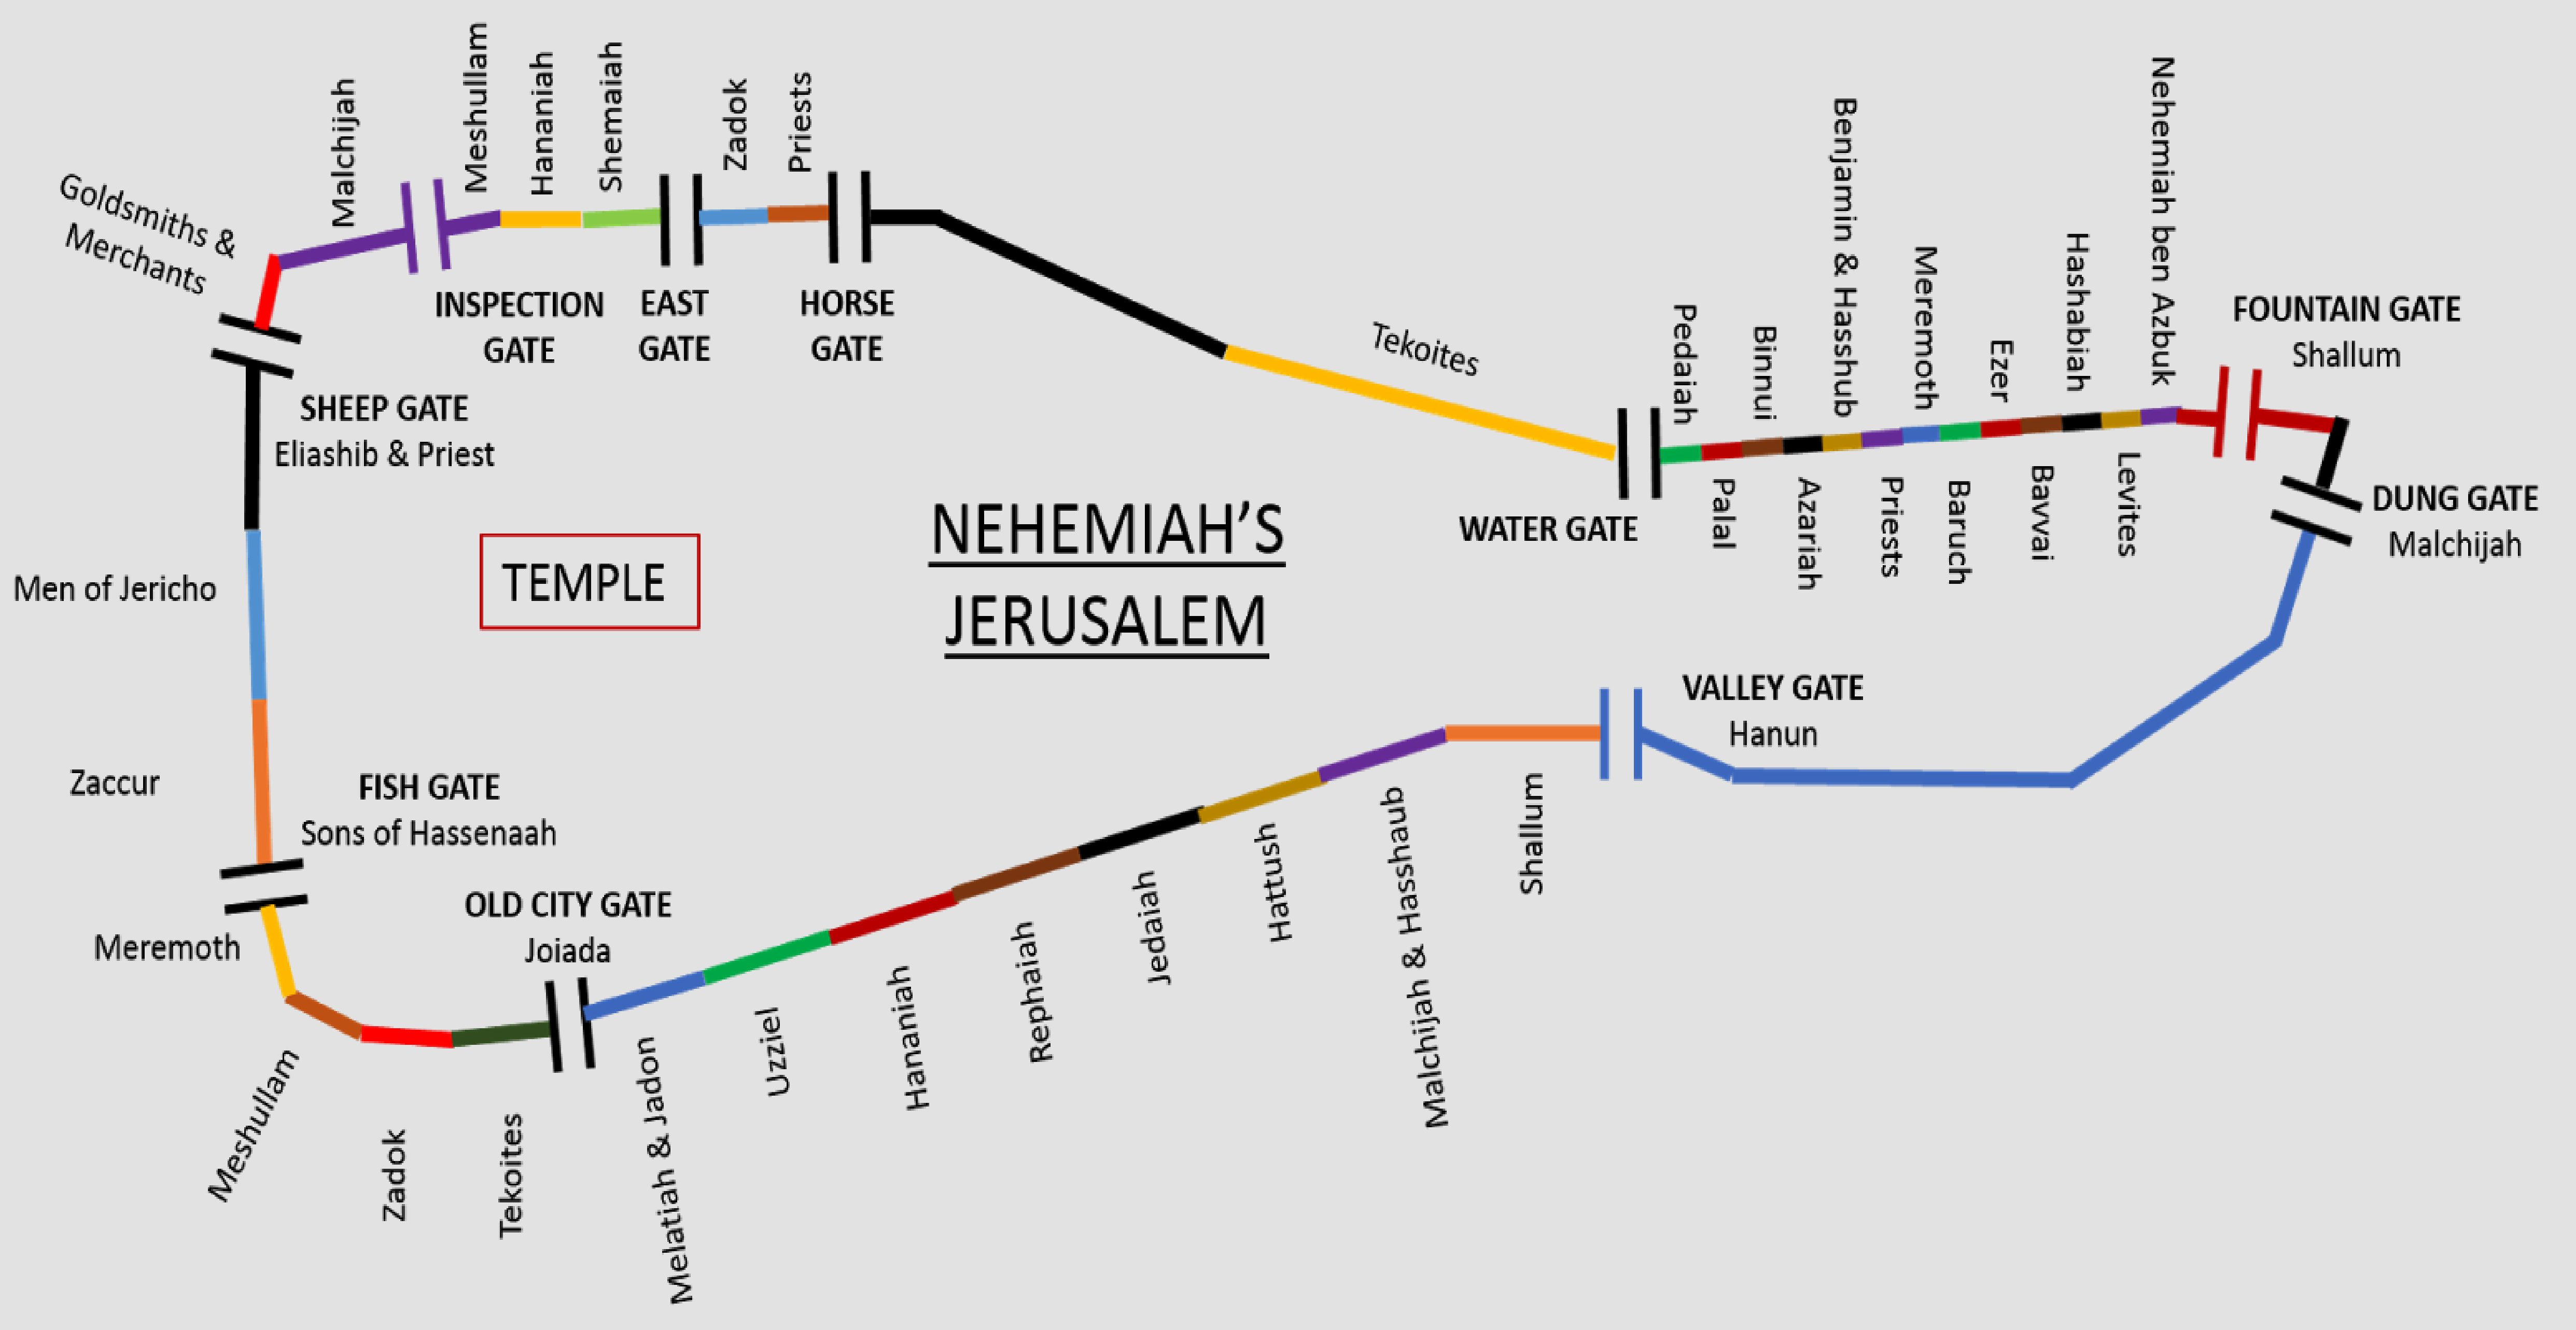 Goldsmiths &
Merchants
Malchijah
Meshullam
Hananiah
Shemaiah
Zadok
Priests
INSPECTION
GATE
EAST
GATE
HORSE
GATE
Tekoites
WATER GATE
Pedaiah
Palal
Binnui
Azariah
Benjamin & Hasshub
Priests
Meremoth
Baruch
Ezer
Bavvai
Hashabiah
Levites
Nehemiah ben Azbuk
FOUNTAIN GATE
Shallum
DUNG GATE
Malchijah
SHEEP GATE
Eliashib & Priest
Men of Jericho
TEMPLE
NEHEMIAH'S
JERUSALEM
Zaccur
FISH GATE
Sons of Hassenaah
VALLEY GATE
Hanun
Meremoth
OLD CITY GATE
Joiada
Meshullam
Zadok
Tekoites
Melatiah & Jadon
Uzziel
Hananiah
Rephaiah
Jedaiah
Hattush
Malchijah & Hasshaub
Shallum